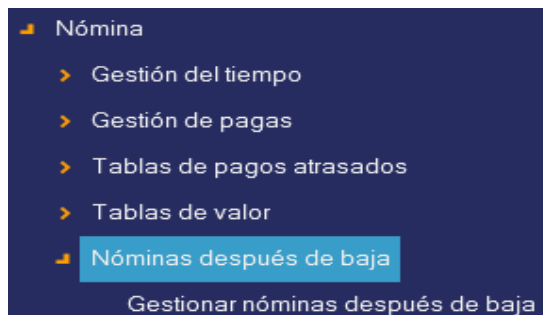 Nómina
Gestión del tiempo
Gestión de pagas
Tablas de pagos atrasados
Tablas de valor
Nóminas después de baja
Gestionar nóminas después de baja